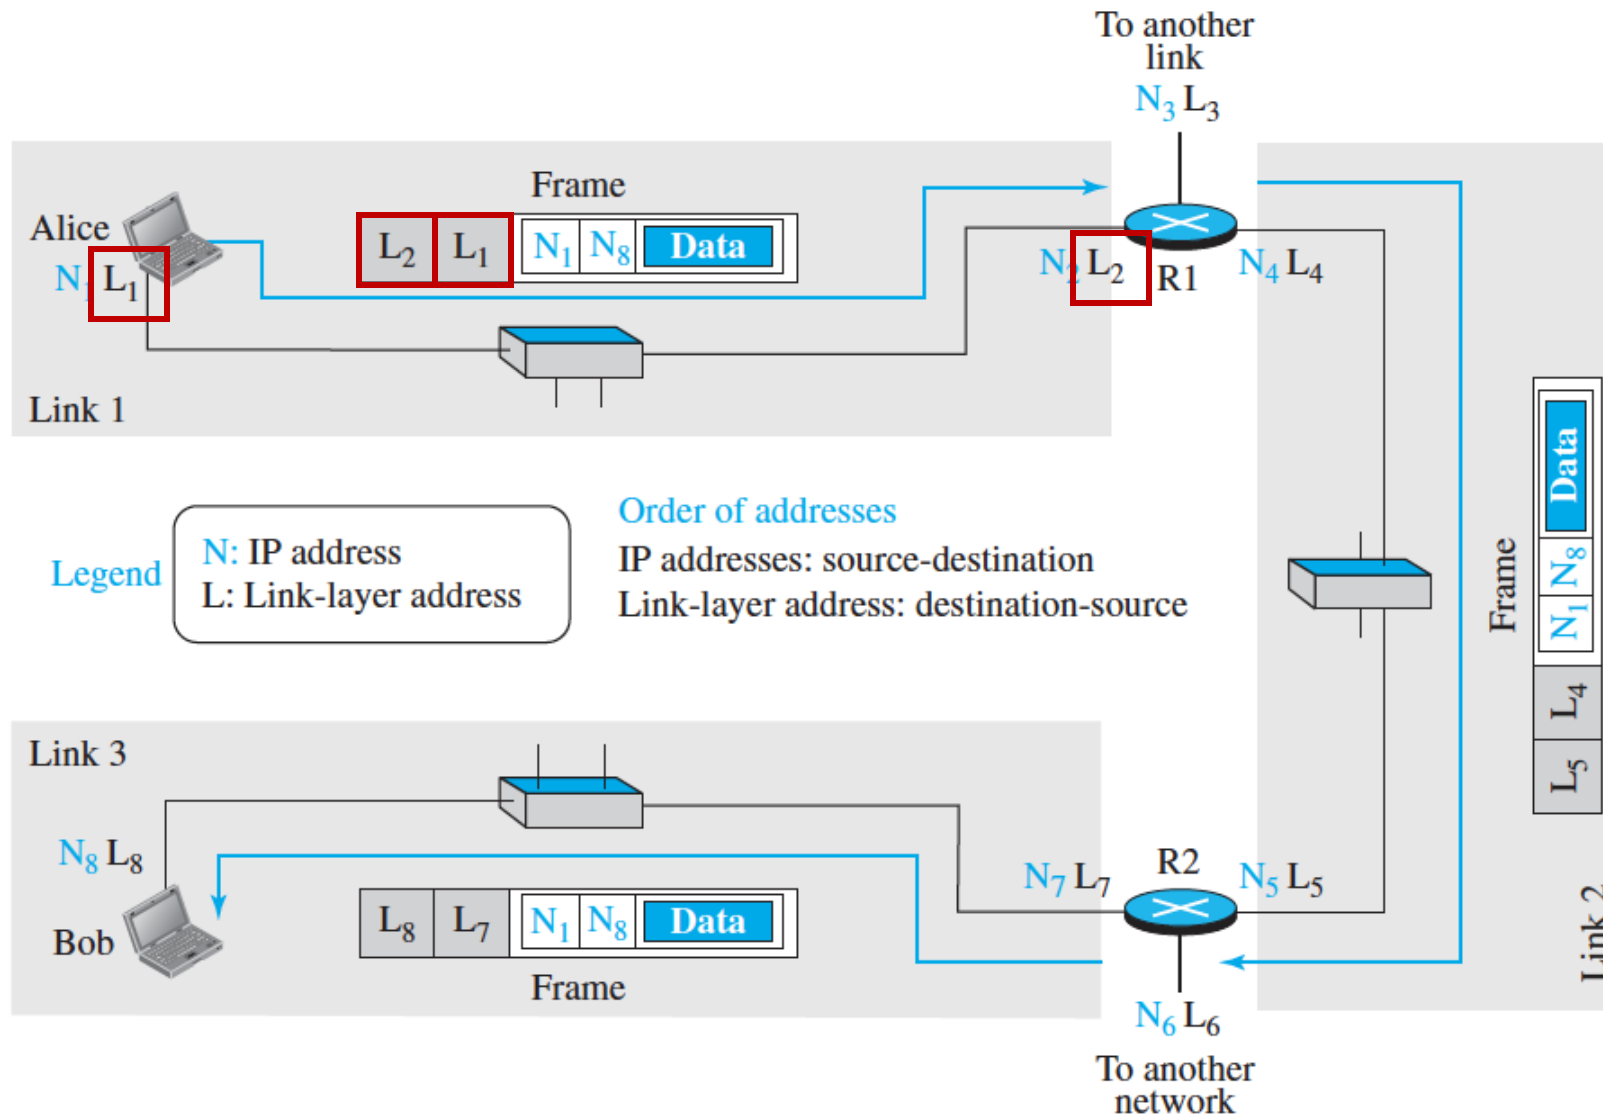 To another
link
N3 L3
Frame
Alice
L2 L1 N1 N8 Data
N1 L1
N2 L2
R1
N4 L4
Link 1
Legend
N: IP address
L: Link-layer address
Order of addresses
IP addresses: source-destination
Link-layer address: destination-source
Frame
L5 L4 N1 N8 Data
Link 2
Link 3
N8 L8
Bob
L8 L7 N1 N8 Data
Frame
N7 L7
R2
N5 L5
N6 L6
To another
network